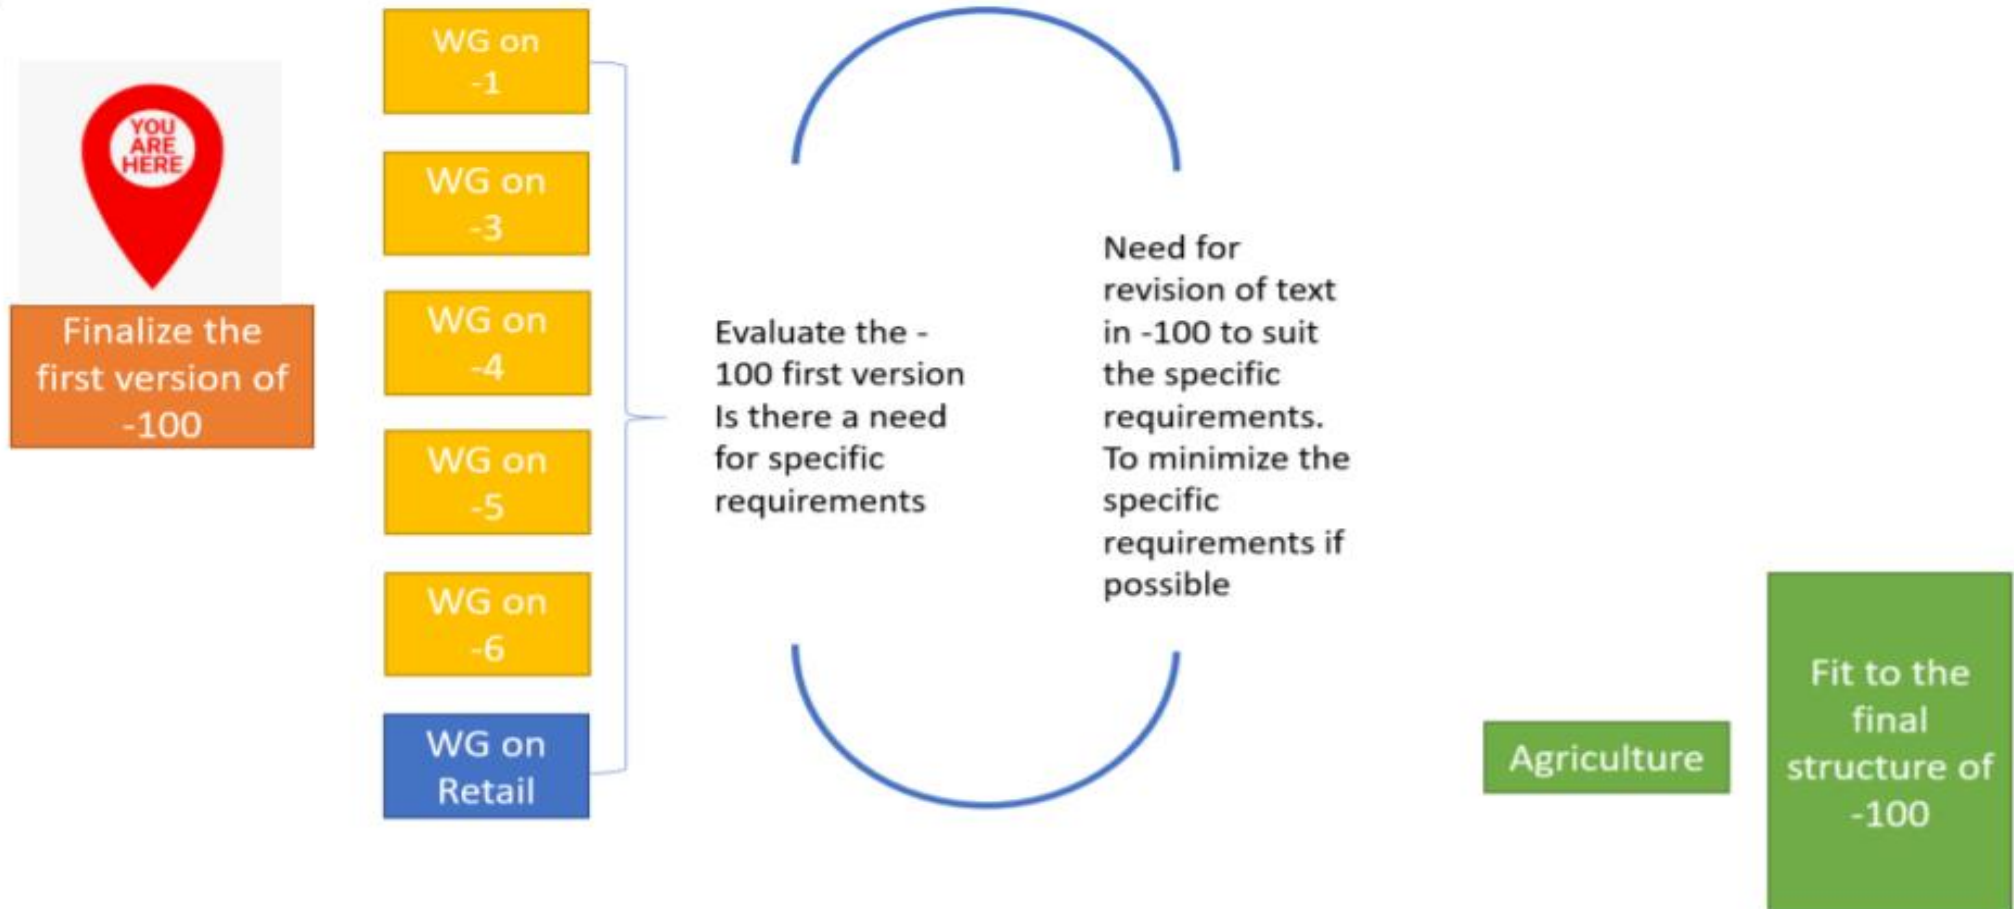 YOU
ARE
HERE
Finalize the
first version of
-100
WG on
-1
WG on
-3
WG on
-4
WG on
-5
WG on
-6
WG on
Retail
Evaluate the -
100 first version
Is there a need
for specific
requirements
Need for
revision of text
in -100 to suit
the specific
requirements.
To minimize the
specific
requirements if
possible
Agriculture
Fit to the
final
structure of
-100